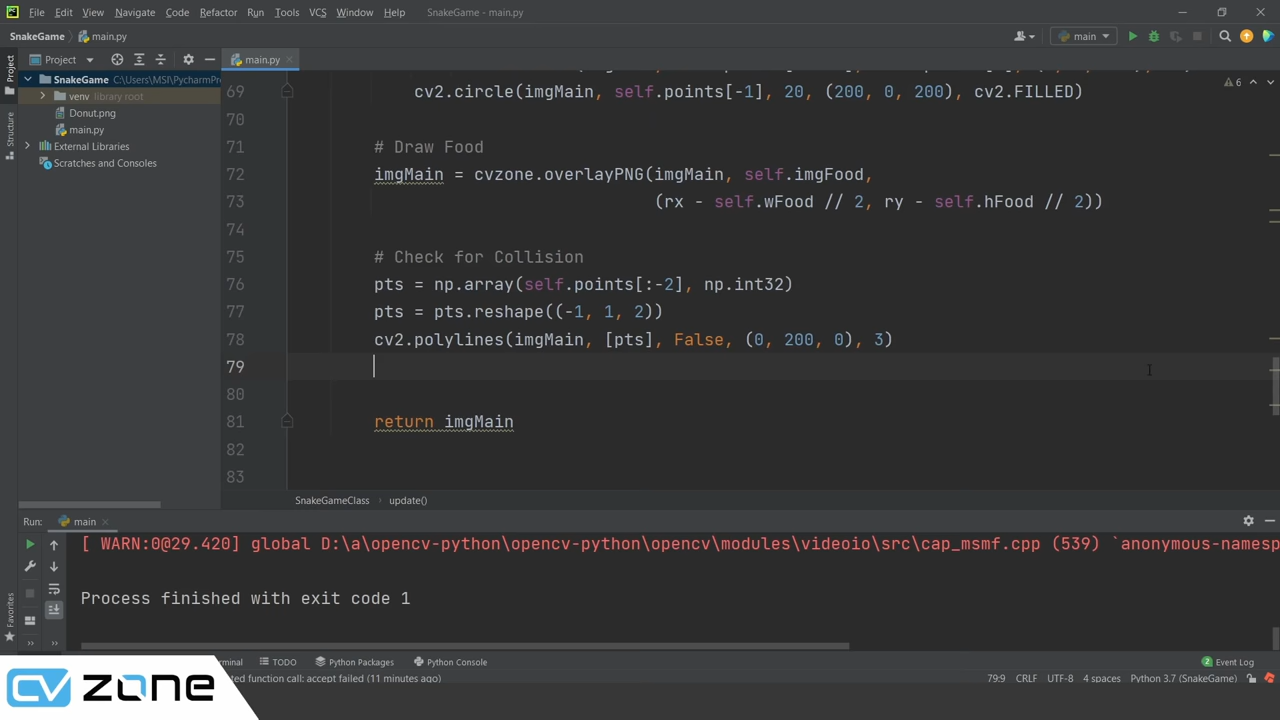 File Edit View Navigate Code Refactor Run Tools VCS Window Help SnakeGame - main.py
SnakeGame main.py main
Project main.py
Project
SnakeGame C:\Users\MSI\PycharmPr
venv library root
Donut.png
main.py
External Libraries
Scratches and Consoles
Structure
Favorites
6
69 cv2.circle(imgMain, self.points[-1], 20, (200, 0, 200), cv2.FILLED)
70
71 # Draw Food
72 imgMain = cvzone.overlayPNG(imgMain, self.imgFood,
73 (rx - self.wFood // 2, ry - self.hFood // 2))
74
75 # Check for Collision
76 pts = np.array(self.points[:-2], np.int32)
77 pts = pts.reshape((-1, 1, 2))
78 cv2.polylines(imgMain, [pts], False, (0, 200, 0), 3)
79
80
81 return imgMain
82
83
SnakeGameClass update()
Run: main
[ WARN:0@29.420] global D:\a\opencv-python\opencv-python\opencv\modules\videoio\src\cap_msmf.cpp (539) `anonymous-namesp
Process finished with exit code 1
TODO Python Packages Python Console 2 Event Log
function call: accept failed (11 minutes ago) 79:9 CRLF UTF-8 4 spaces Python 3.7 (SnakeGame)
CV zone